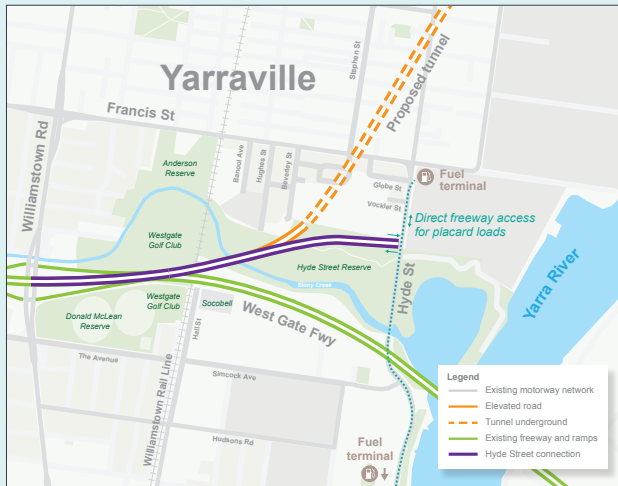 Yarraville
Francis St
Williamstown Rd
Stephen St
Proposed tunnel
Anderson
Reserve
Banool Ave
Hughes St
Beverley St
Globe St
Vockler St
Fuel
terminal
Direct freeway access
for placard loads
Westgate
Golf Club
Hyde Street Reserve
Stony Creek
Hyde St
Yarra River
Westgate
Golf Club
Socobell
Donald McLean
Reserve
Hall St
West Gate Fwy
The Avenue
Simcock Ave
Williamstown Rail Line
Hudsons Rd
Fuel
terminal
Legend
Existing motorway network
Elevated road
Tunnel underground
Existing freeway and ramps
Hyde Street connection